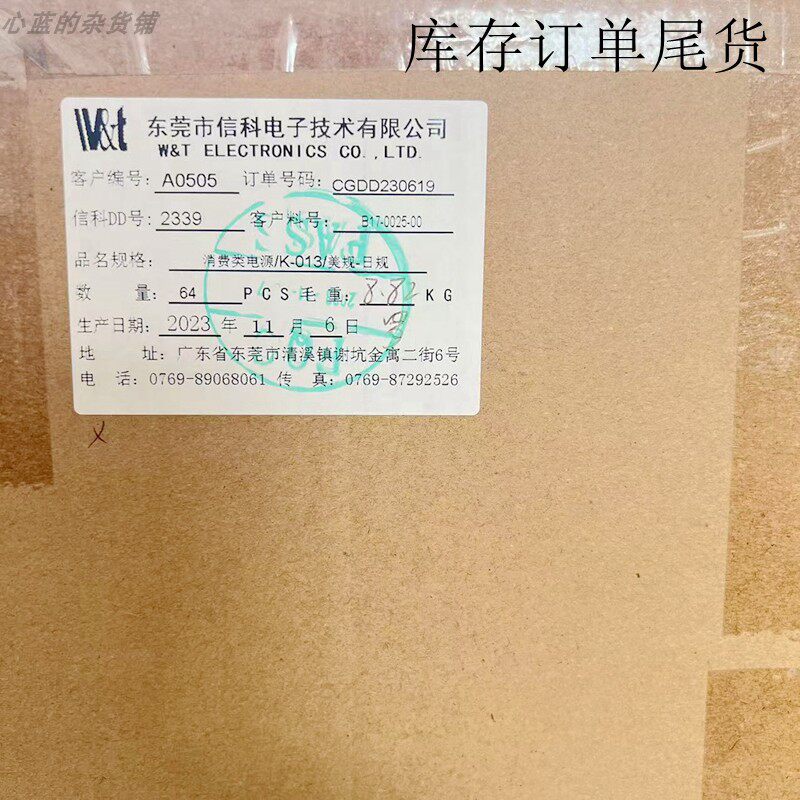 心蓝的杂货铺
库存订单尾货
W&t 东莞市信科电子技术有限公司
W&T ELECTRONICS CO.,LTD.
客户编号: A0505 订单号码: CGDD230619
信科DD号: 2339 客户料号: B17-0025-00
品名规格: 消费类电源/K-013/美规-日规
数 量: 64 PCS 毛重: 8.82 KG
生产日期: 2023 年 11 月 6 日
地 址: 广东省东莞市清溪镇谢坑金寓二街6号
电 话: 0769-89068061 传 真: 0769-87292526
PASS
X